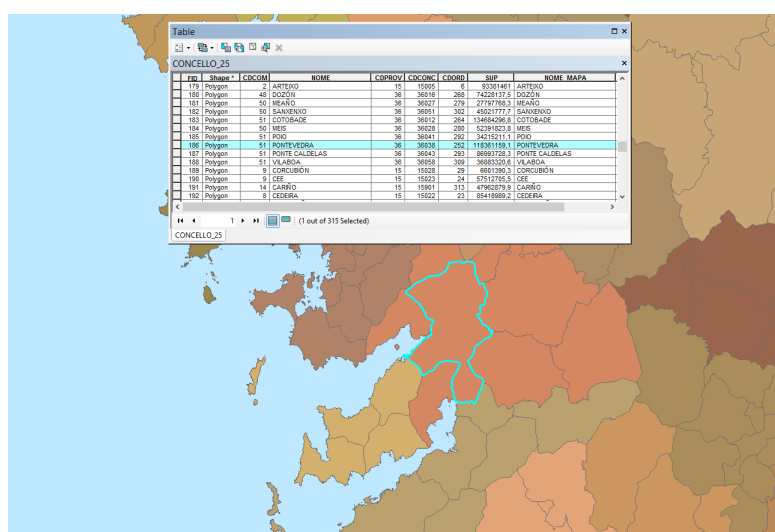 Table
CONCELLO_25
FID Shape * CDCOM NOME CDPROV CDCONC CDORD SUP NOME_MAPA
179 Polygon 2 ARTEIXO 15 15005 6 93381461 ARTEIXO
180 Polygon 48 DOZÓN 36 36016 268 74228137,5 DOZÓN
181 Polygon 50 MEAÑO 36 36027 279 27797768,3 MEAÑO
182 Polygon 50 SANXENXO 36 36051 302 45021777,7 SANXENXO
183 Polygon 51 COTOBADE 36 36012 264 134684296,8 COTOBADE
184 Polygon 50 MEIS 36 36028 280 52391823,8 MEIS
185 Polygon 51 POIO 36 36041 292 34215211,1 POIO
186 Polygon 51 PONTEVEDRA 36 36038 252 118361159,1 PONTEVEDRA
187 Polygon 51 PONTE CALDELAS 36 36043 293 86993728,3 PONTE CALDELAS
188 Polygon 51 VILABOA 36 36058 309 36883320,6 VILABOA
189 Polygon 9 CORCUBIÓN 15 15028 29 6601390,3 CORCUBIÓN
190 Polygon 9 CEE 15 15023 24 57512705,5 CEE
191 Polygon 14 CARIÑO 15 15901 313 47962879,9 CARIÑO
192 Polygon 8 CEDEIRA 15 15022 23 85418989,2 CEDEIRA
1 (1 out of 315 Selected)
CONCELLO_25